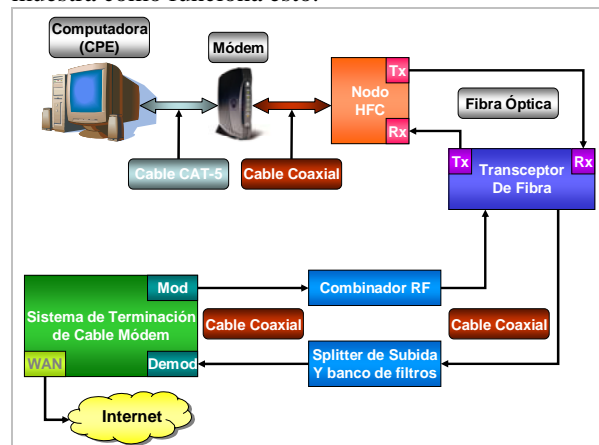 muestra cómo funciona esto:
Computadora
(CPE)
Módem
Tx
Nodo
HFC
Rx
Fibra Óptica
Cable CAT-5
Cable Coaxial
Tx
Rx
Transceptor
De Fibra
Mod
Combinador RF
Sistema de Terminación
de Cable Módem
Cable Coaxial
Cable Coaxial
WAN
Demod
Splitter de Subida
Y banco de filtros
Internet